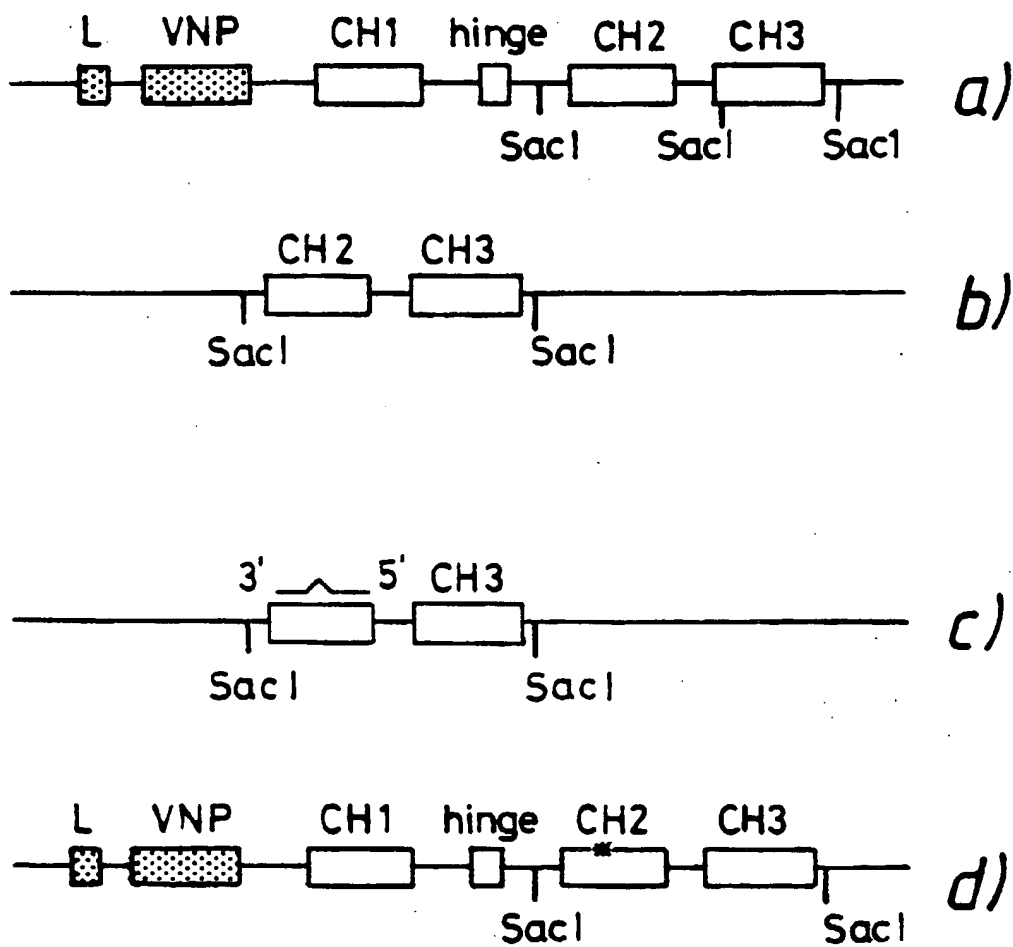 L VNP CH1 hinge CH2 CH3
a)
SacI SacI Sac1
CH2 CH3
b)
SacI SacI
3' 5' CH3
c)
SacI SacI
L VNP CH1 hinge CH2 CH3
*
d)
SacI SacI